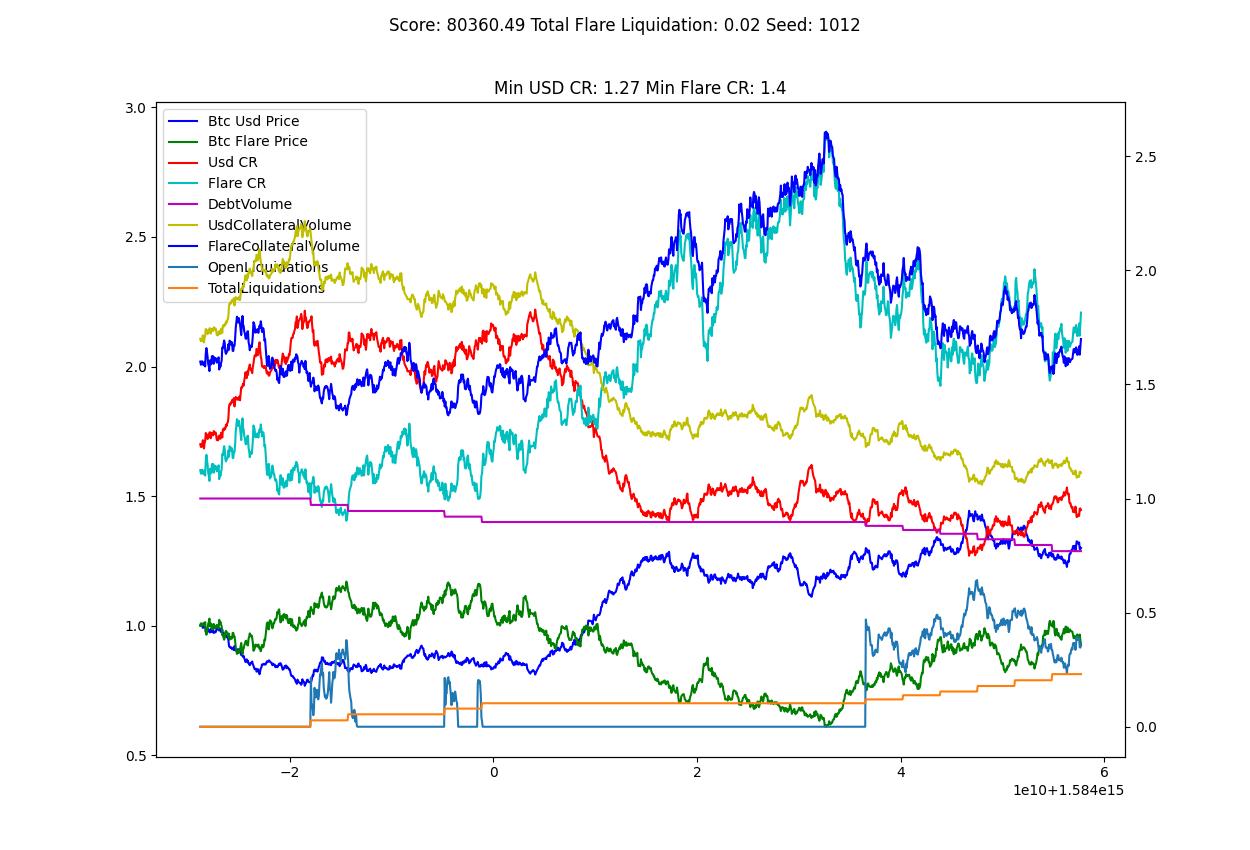 Score: 80360.49 Total Flare Liquidation: 0.02 Seed: 1012
Min USD CR: 1.27 Min Flare CR: 1.4
Btc Usd Price
Btc Flare Price
Usd CR
Flare CR
DebtVolume
UsdCollateralVolume
FlareCollateralVolume
OpenLiquidations
TotalLiquidations
3.0
2.5
2.0
1.5
1.0
0.5
2.5
2.0
1.5
1.0
0.5
0.0
−2
0
2
4
6
1e10+1.584e15